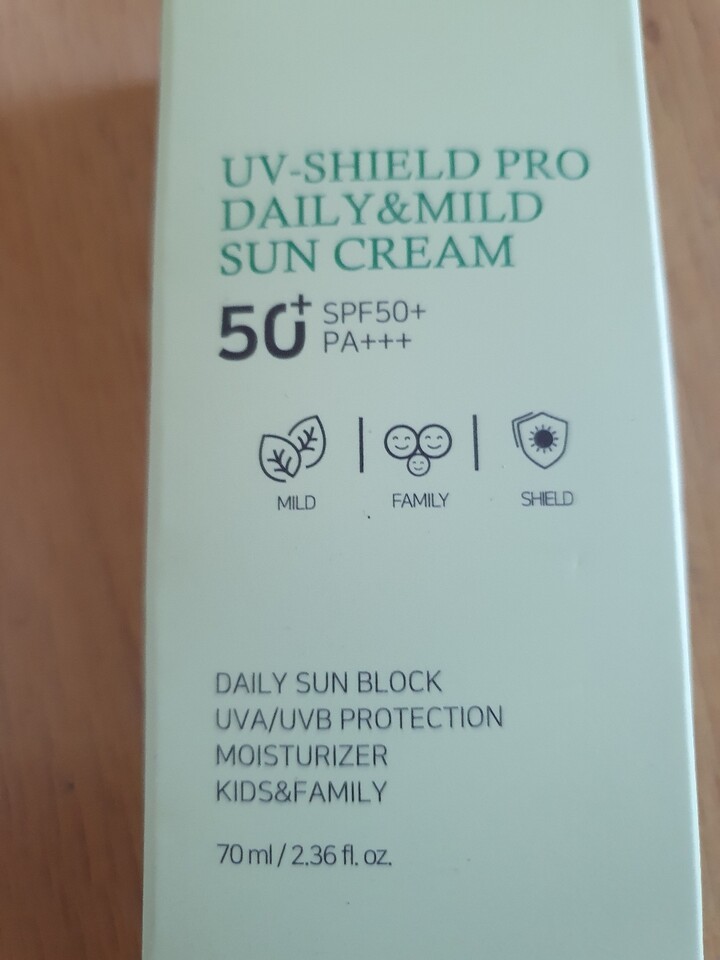 UV-SHIELD PRO
DAILY&MILD
SUN CREAM
50+ SPF50+
PA+++
MILD FAMILY SHIELD
DAILY SUN BLOCK
UVA/UVB PROTECTION
MOISTURIZER
KIDS&FAMILY
70 ml / 2.36 fl. oz.